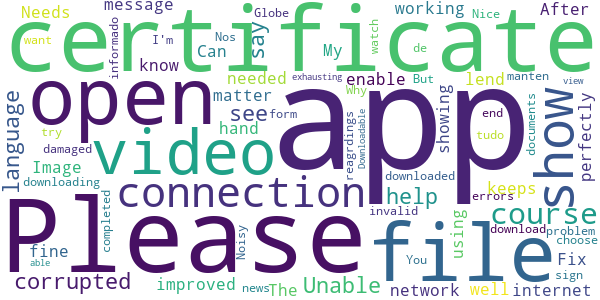 Needs message working Globe Nice After
certificate
informado I'm Nos say Can My watch de want
know needed matter enable Why But lend manten view
exhausting
open app show
language see form hand
video showing reagrdings Downloadable documents end tudo perfectly
try damaged Image downloading fine able
connection help downloaded keeps
completed errors
Please file course
invalid using You download problem choose
corrupted improved Noisy news The Unable network well Fix sign internet